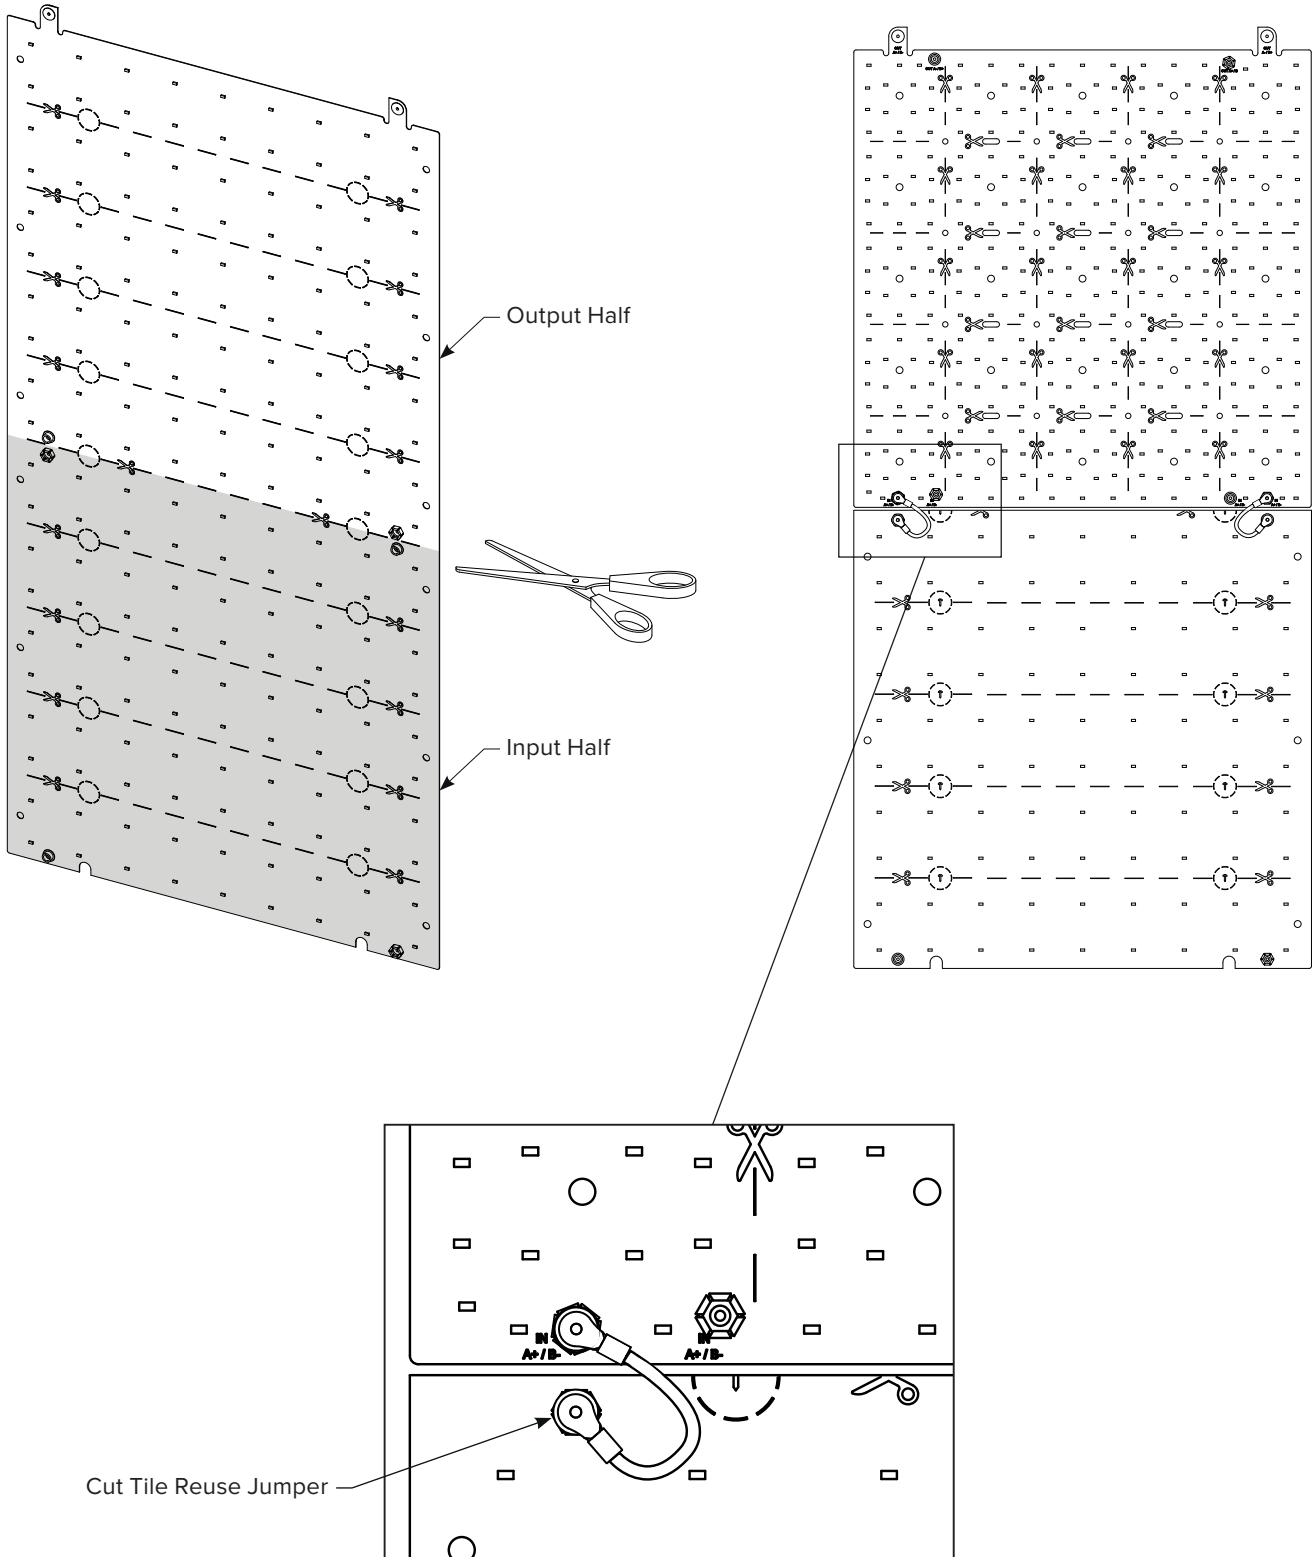 Output Half
Input Half
IN
A+ / B-
IN
A+ / B-
Cut Tile Reuse Jumper